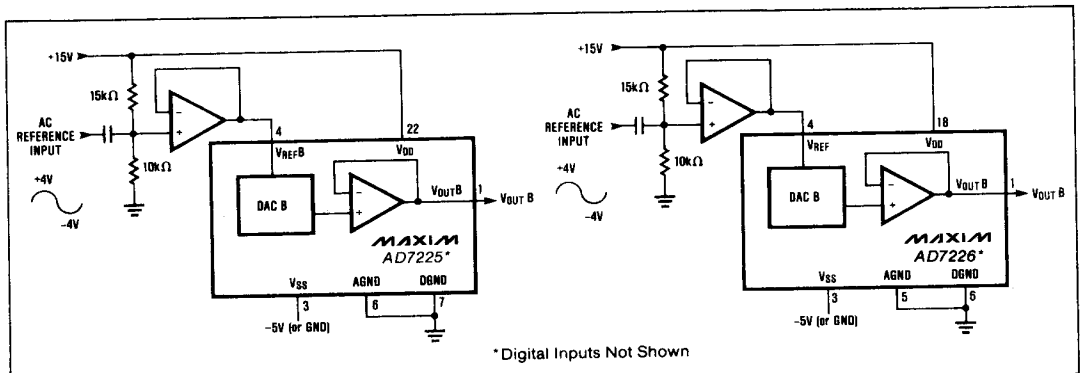 +15V
15kΩ
AC
REFERENCE
INPUT
+4V
-4V
10kΩ
-
+
4
VREFB
22
VDD
DAC B
-
+
VOUTB
1
VOUT B
MAXIM
AD7225*
VSS
AGND
DGND
3
6
7
-5V (or GND)
+15V
15kΩ
AC
REFERENCE
INPUT
+4V
-4V
10kΩ
-
+
4
VREF
18
VDD
DAC B
-
+
VOUTB
1
VOUT B
MAXIM
AD7226*
VSS
AGND
DGND
3
5
6
-5V (or GND)
*Digital Inputs Not Shown